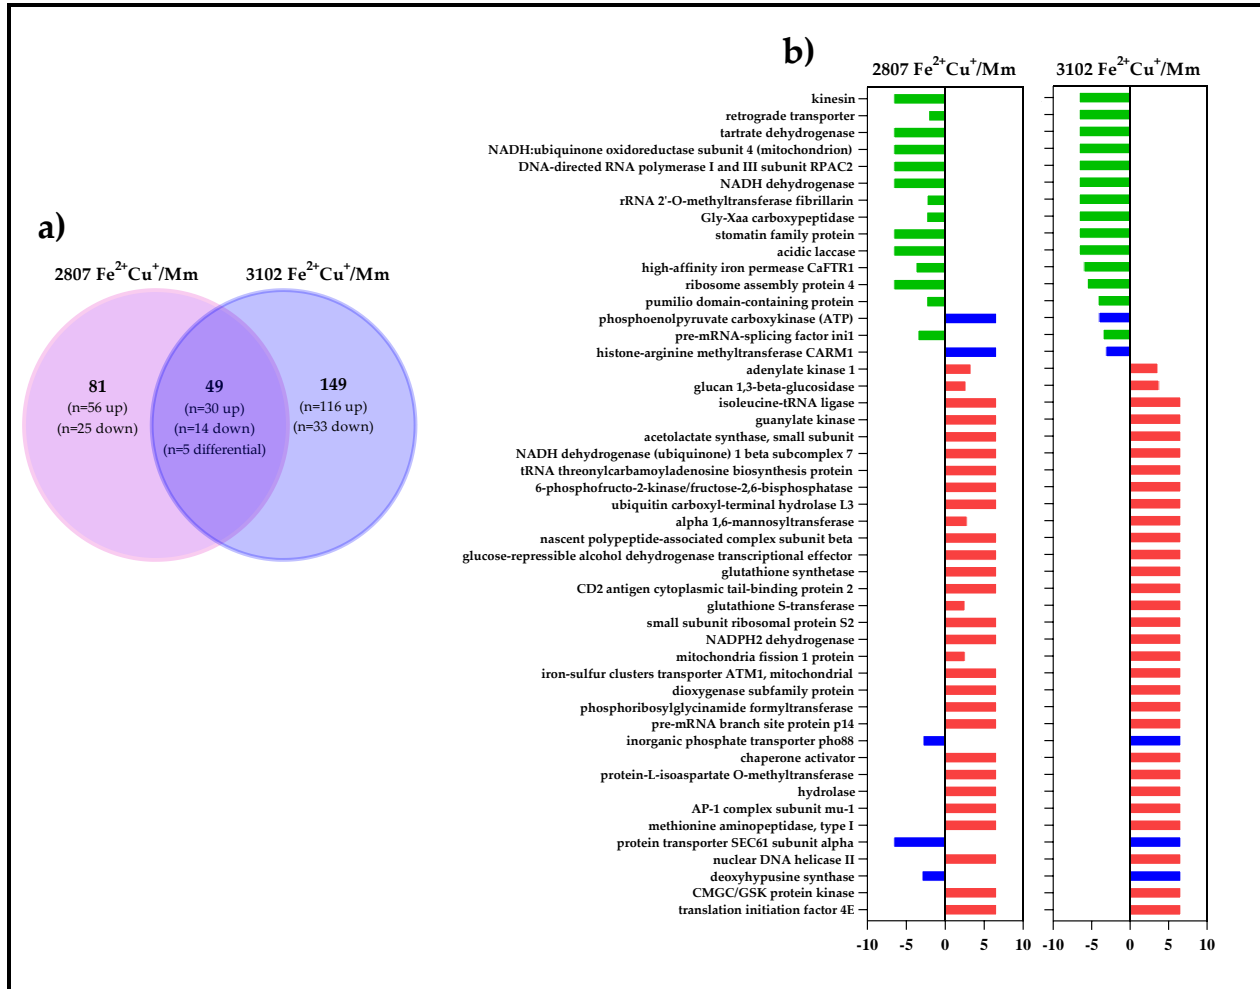 a)
2807 Fe²⁺Cu⁺/Mm
3102 Fe²⁺Cu⁺/Mm
81
(n=56 up)
(n=25 down)
49
(n=30 up)
(n=14 down)
(n=5 differential)
149
(n=116 up)
(n=33 down)
b)
2807 Fe²⁺Cu⁺/Mm
3102 Fe²⁺Cu⁺/Mm
kinesin
retrograde transporter
tartrate dehydrogenase
NADH:ubiquinone oxidoreductase subunit 4 (mitochondrion)
DNA-directed RNA polymerase I and III subunit RPAC2
NADH dehydrogenase
rRNA 2'-O-methyltransferase fibrillarin
Gly-Xaa carboxypeptidase
stomatin family protein
acidic laccase
high-affinity iron permease CaFTR1
ribosome assembly protein 4
pumilio domain-containing protein
phosphoenolpyruvate carboxykinase (ATP)
pre-mRNA-splicing factor ini1
histone-arginine methyltransferase CARM1
adenylate kinase 1
glucan 1,3-beta-glucosidase
isoleucine-tRNA ligase
guanylate kinase
acetolactate synthase, small subunit
NADH dehydrogenase (ubiquinone) 1 beta subcomplex 7
tRNA threonylcarbamoyladenosine biosynthesis protein
6-phosphofructo-2-kinase/fructose-2,6-bisphosphatase
ubiquitin carboxyl-terminal hydrolase L3
alpha 1,6-mannosyltransferase
nascent polypeptide-associated complex subunit beta
glucose-repressible alcohol dehydrogenase transcriptional effector
glutathione synthetase
CD2 antigen cytoplasmic tail-binding protein 2
glutathione S-transferase
small subunit ribosomal protein S2
NADPH2 dehydrogenase
mitochondria fission 1 protein
iron-sulfur clusters transporter ATM1, mitochondrial
dioxygenase subfamily protein
phosphoribosylglycinamide formyltransferase
pre-mRNA branch site protein p14
inorganic phosphate transporter pho88
chaperone activator
protein-L-isoaspartate O-methyltransferase
hydrolase
AP-1 complex subunit mu-1
methionine aminopeptidase, type I
protein transporter SEC61 subunit alpha
nuclear DNA helicase II
deoxyhypusine synthase
CMGC/GSK protein kinase
translation initiation factor 4E
-10 -5 0 5 10
-10 -5 0 5 10